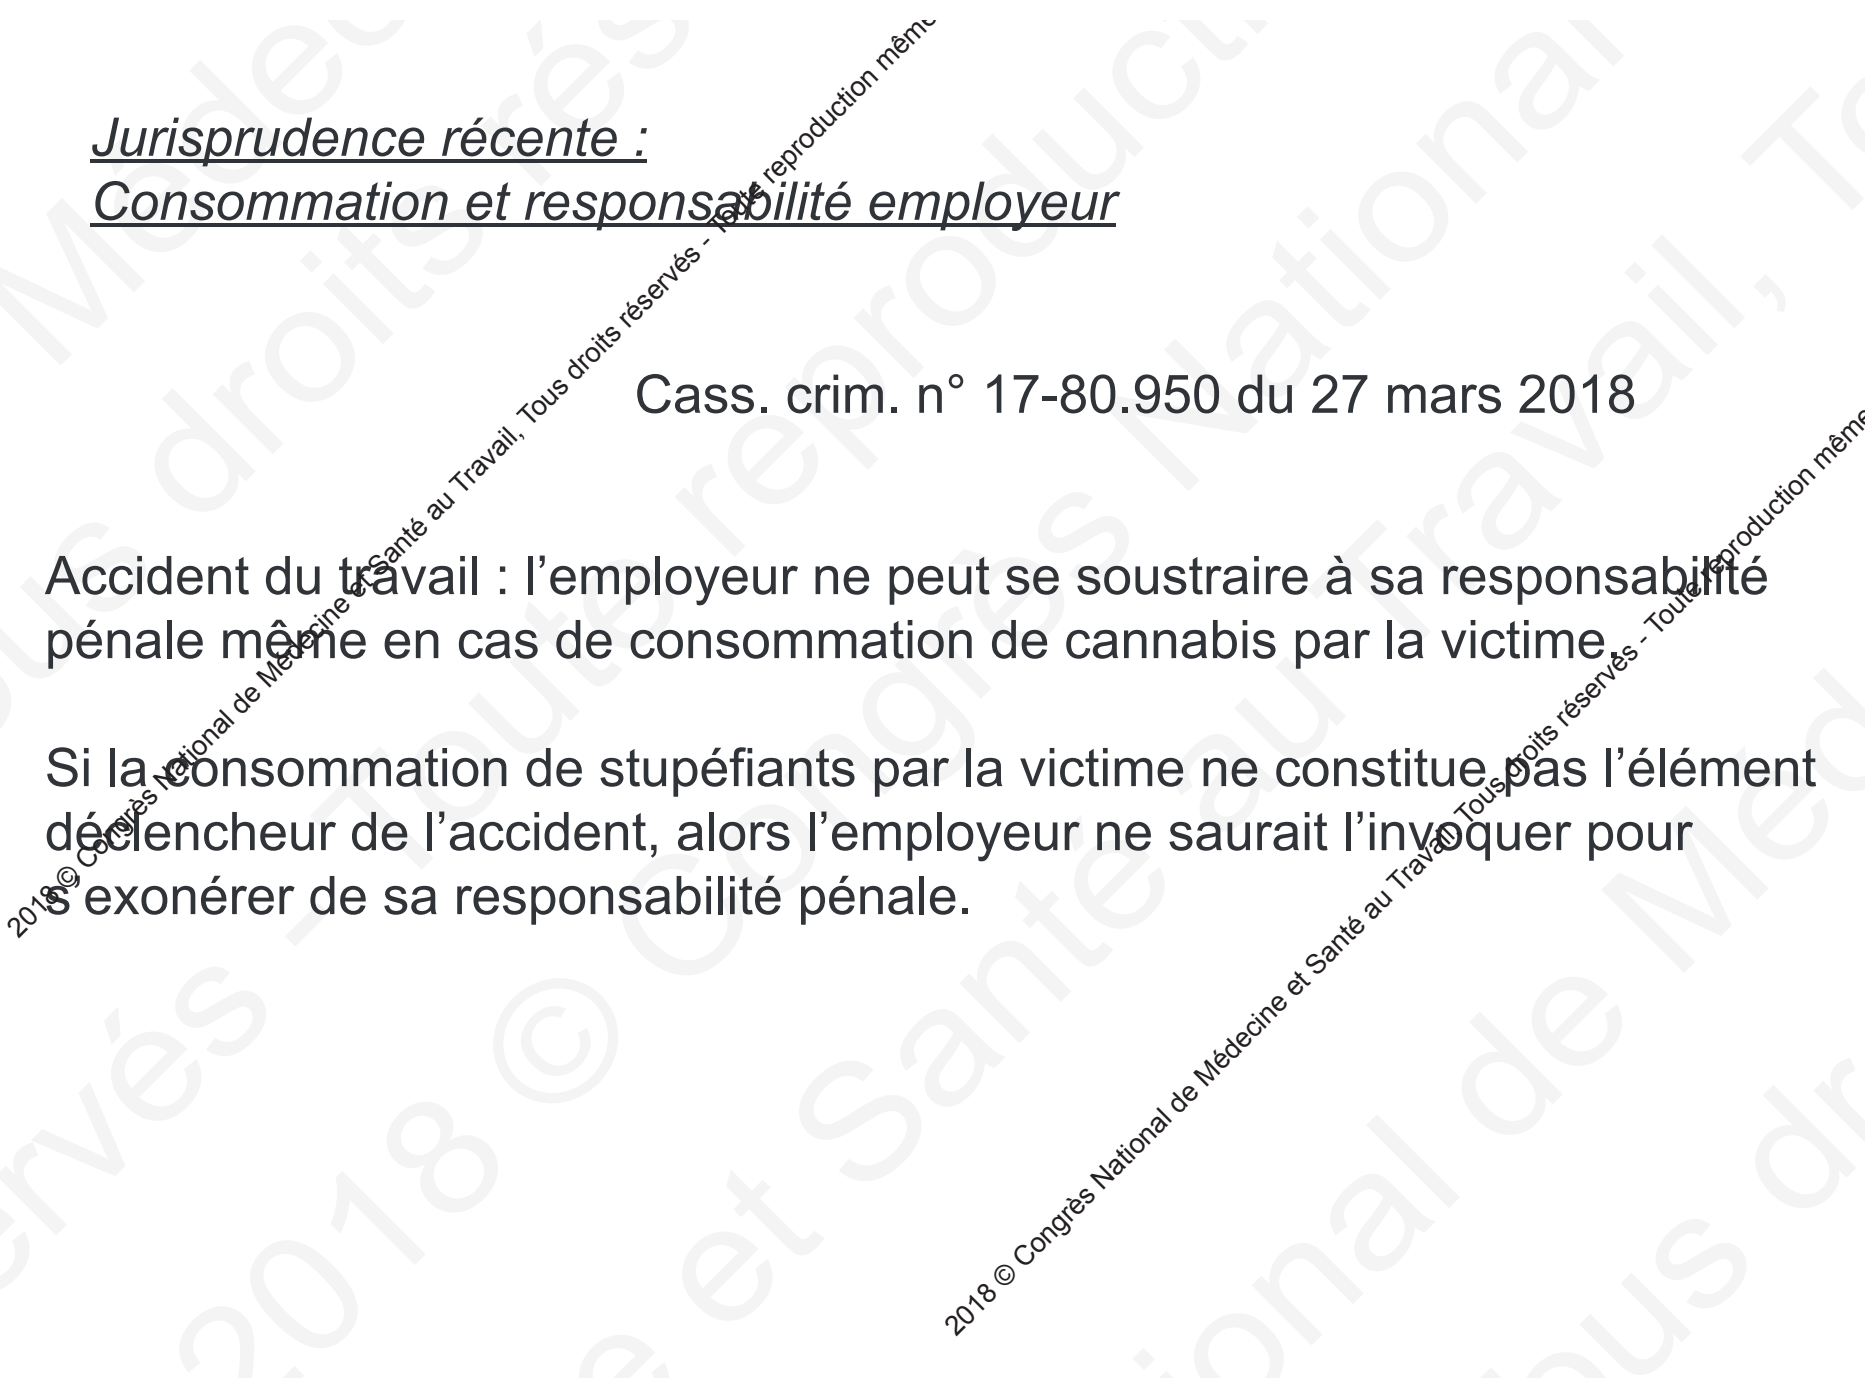 Jurisprudence récente :
Consommation et responsabilité employeur
Cass. crim. n° 17-80.950 du 27 mars 2018
Accident du travail : l’employeur ne peut se soustraire à sa responsabilité
pénale même en cas de consommation de cannabis par la victime.
Si la consommation de stupéfiants par la victime ne constitue pas l’élément
déclencheur de l’accident, alors l’employeur ne saurait l’invoquer pour
s’exonérer de sa responsabilité pénale.
2018 © Congrès National de Médecine et Santé au Travail, Tous droits réservés - Toute reproduction même
2018 © Congrès National de Médecine et Santé au Travail, Tous droits réservés - Toute reproduction même